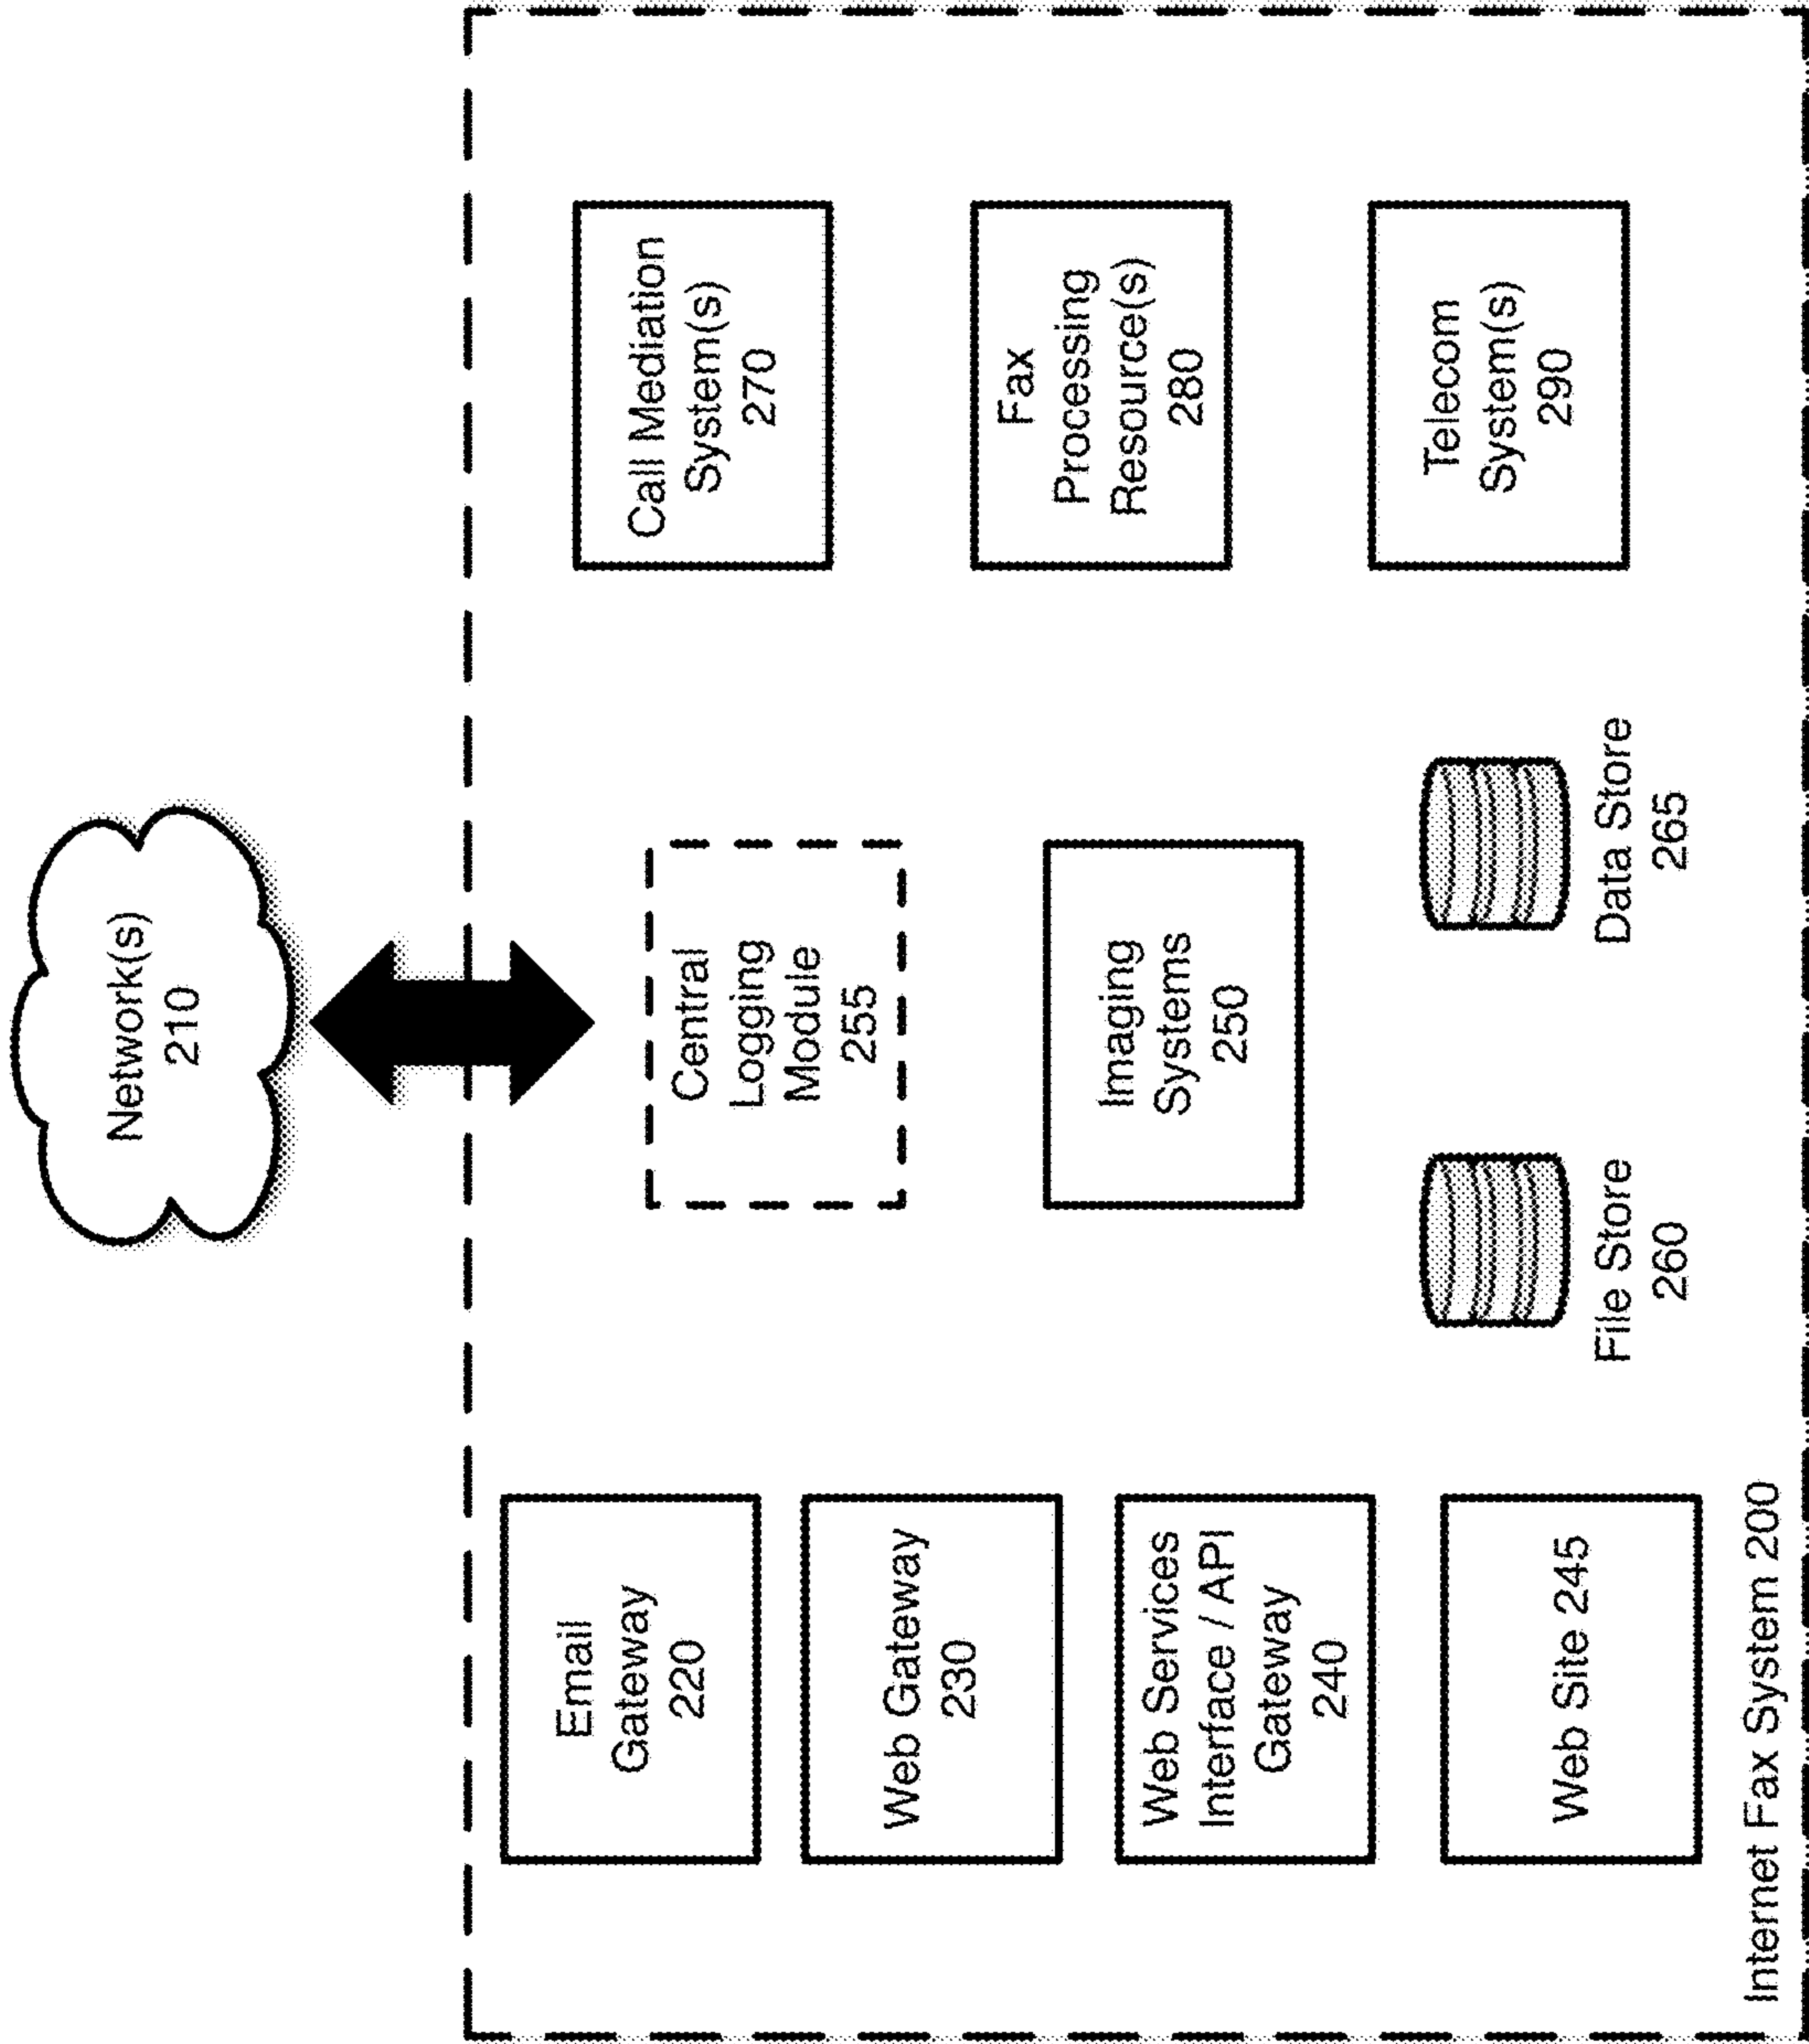 Network(s)
210
Email
Gateway
220
Web Gateway
230
Web Services
Interface / API
Gateway
240
Web Site 245
Central
Logging
Module
255
Imaging
Systems
250
File Store
260
Data Store
265
Call Mediation
System(s)
270
Fax
Processing
Resource(s)
280
Telecom
System(s)
290
Internet Fax System 200